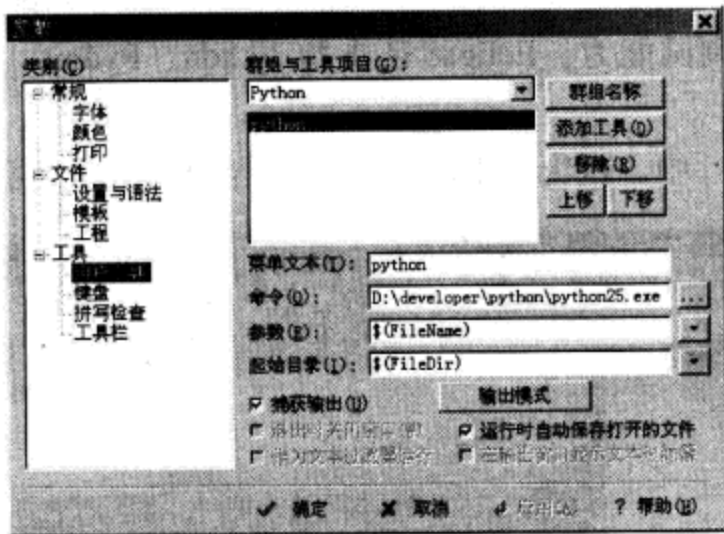 类别(C)
常规
字体
颜色
打印
文件
设置与语法
模板
工程
工具
键盘
拼写检查
工具栏
群组与工具项目(G):
Python
python
群组名称
添加工具(D)
移除(R)
上移 下移
菜单文本(T): python
命令(O): D:\developer\python\python25.exe ...
参数(E): $(FileName)
起始目录(I): $(FileDir)
捕获输出(U) 输出模式
运行时自动保存打开的文件
确定 取消 ? 帮助(H)